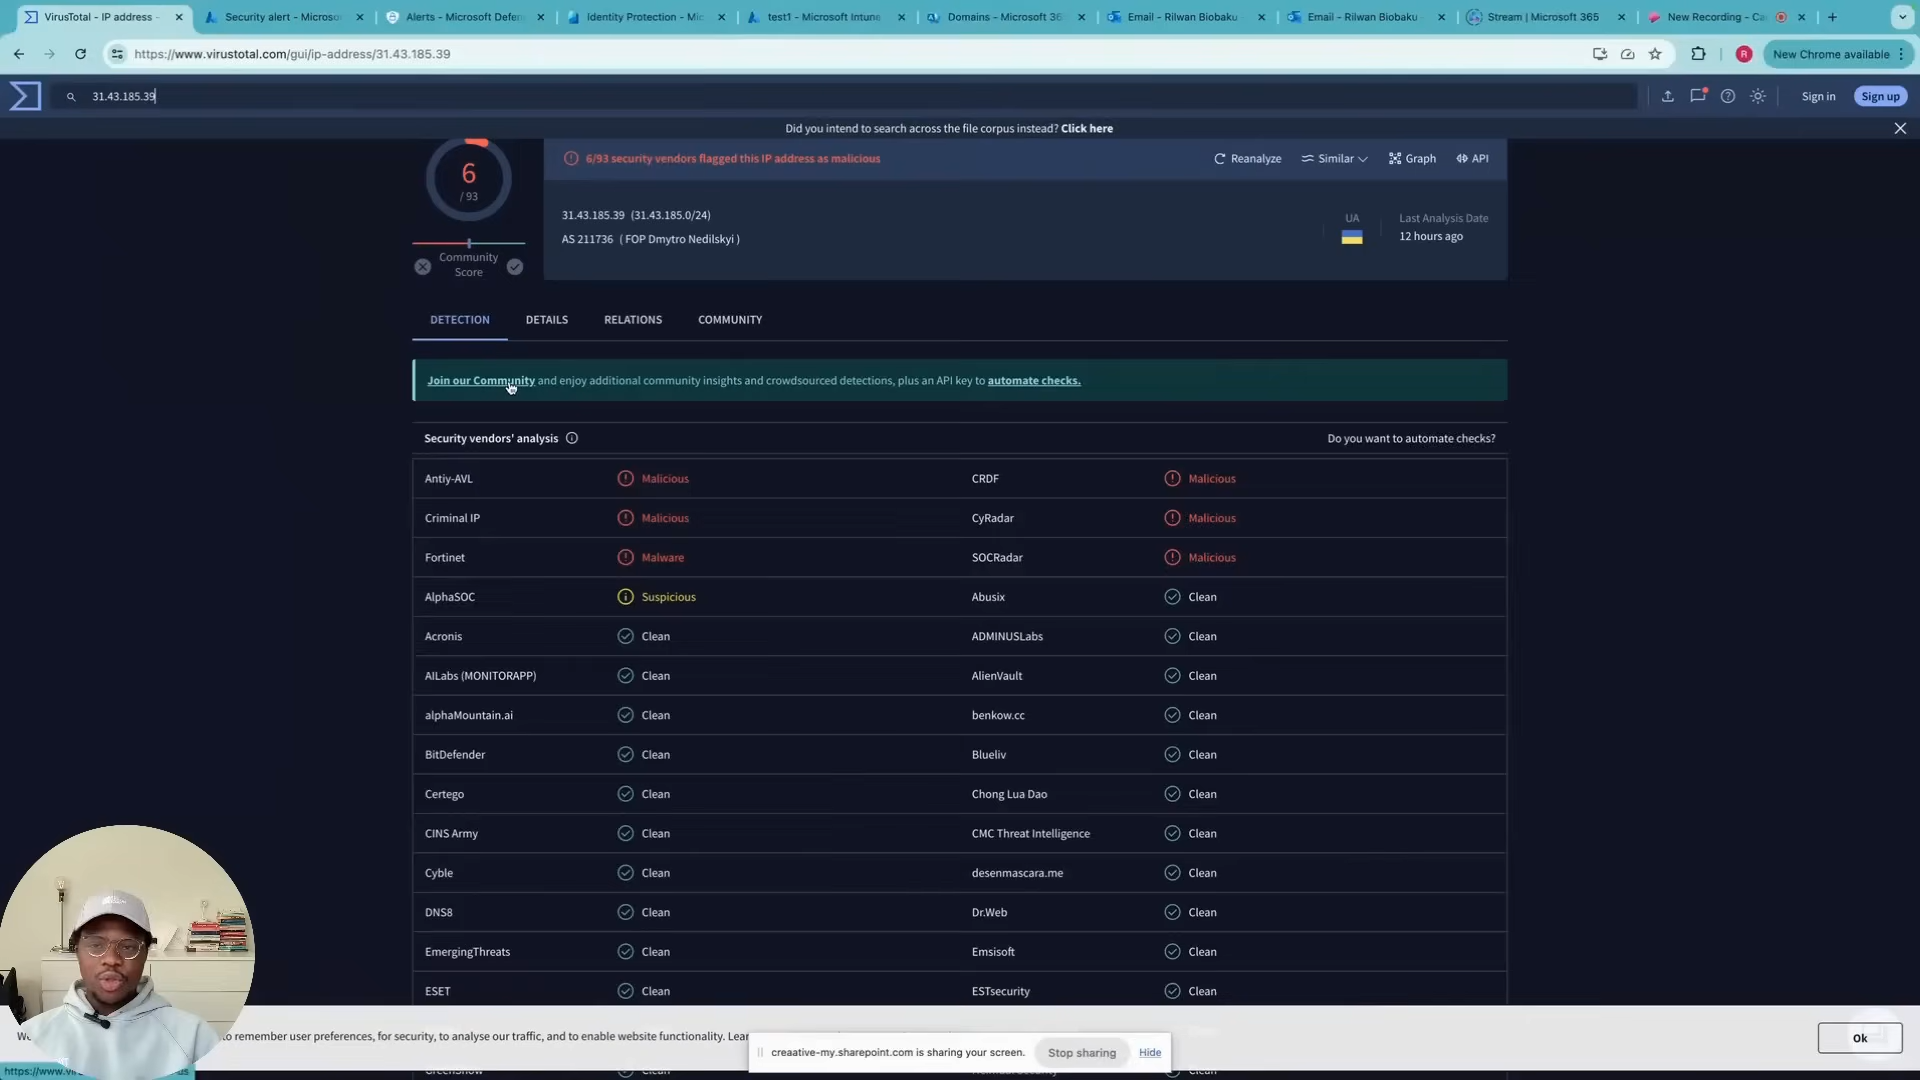 VirusTotal - IP address -
Security alert - Microso
Alerts - Microsoft Defen
Identity Protection - Mic
test1 - Microsoft Intune
Domains - Microsoft 36
Email - Rilwan Biobaku -
Email - Rilwan Biobaku -
Stream | Microsoft 365
New Recording - Ca
https://www.virustotal.com/gui/ip-address/31.43.185.39
R
New Chrome available
31.43.185.39
Sign in
Sign up
Did you intend to search across the file corpus instead? Click here
6
/ 93
Community
Score
6/93 security vendors flagged this IP address as malicious
Reanalyze
Similar
Graph
API
31.43.185.39 (31.43.185.0/24)
AS 211736 ( FOP Dmytro Nedilskyi )
UA
Last Analysis Date
12 hours ago
DETECTION
DETAILS
RELATIONS
COMMUNITY
Join our Community and enjoy additional community insights and crowdsourced detections, plus an API key to automate checks.
Security vendors' analysis
Do you want to automate checks?
Antiy-AVL Malicious CRDF Malicious
Criminal IP Malicious CyRadar Malicious
Fortinet Malware SOCRadar Malicious
AlphaSOC Suspicious Abusix Clean
Acronis Clean ADMINUSLabs Clean
AILabs (MONITORAPP) Clean AlienVault Clean
alphaMountain.ai Clean benkow.cc Clean
BitDefender Clean Blueliv Clean
Certego Clean Chong Lua Dao Clean
CINS Army Clean CMC Threat Intelligence Clean
Cyble Clean desenmascara.me Clean
DNS8 Clean Dr.Web Clean
EmergingThreats Clean Emsisoft Clean
ESET Clean ESTsecurity Clean
to remember user preferences, for security, to analyse our traffic, and to enable website functionality.
Ok
creaative-my.sharepoint.com is sharing your screen.
Stop sharing
Hide